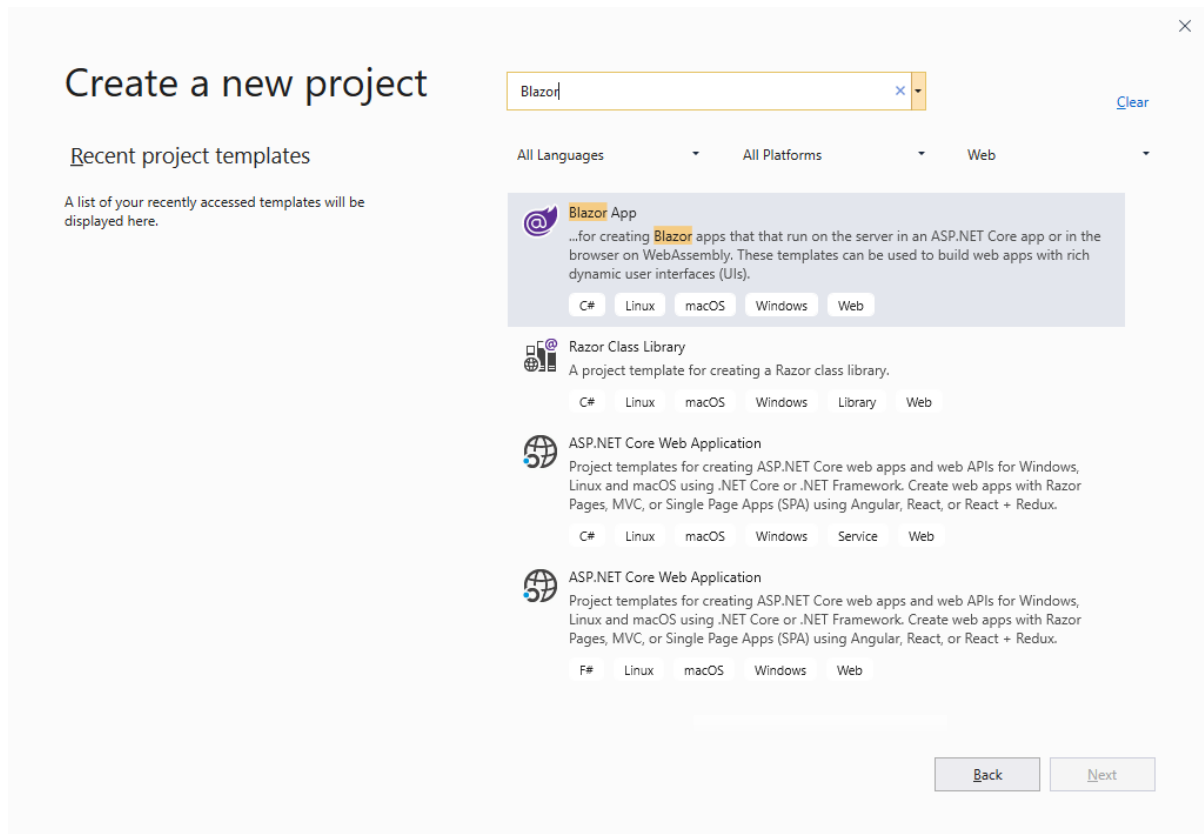 Create a new project
Blazor
Clear
Recent project templates
A list of your recently accessed templates will be
displayed here.
All Languages
All Platforms
Web
Blazor App
...for creating Blazor apps that that run on the server in an ASP.NET Core app or in the
browser on WebAssembly. These templates can be used to build web apps with rich
dynamic user interfaces (UIs).
C# Linux macOS Windows Web
Razor Class Library
A project template for creating a Razor class library.
C# Linux macOS Windows Library Web
ASP.NET Core Web Application
Project templates for creating ASP.NET Core web apps and web APIs for Windows,
Linux and macOS using .NET Core or .NET Framework. Create web apps with Razor
Pages, MVC, or Single Page Apps (SPA) using Angular, React, or React + Redux.
C# Linux macOS Windows Service Web
ASP.NET Core Web Application
Project templates for creating ASP.NET Core web apps and web APIs for Windows,
Linux and macOS using .NET Core or .NET Framework. Create web apps with Razor
Pages, MVC, or Single Page Apps (SPA) using Angular, React, or React + Redux.
F# Linux macOS Windows Web
Back
Next